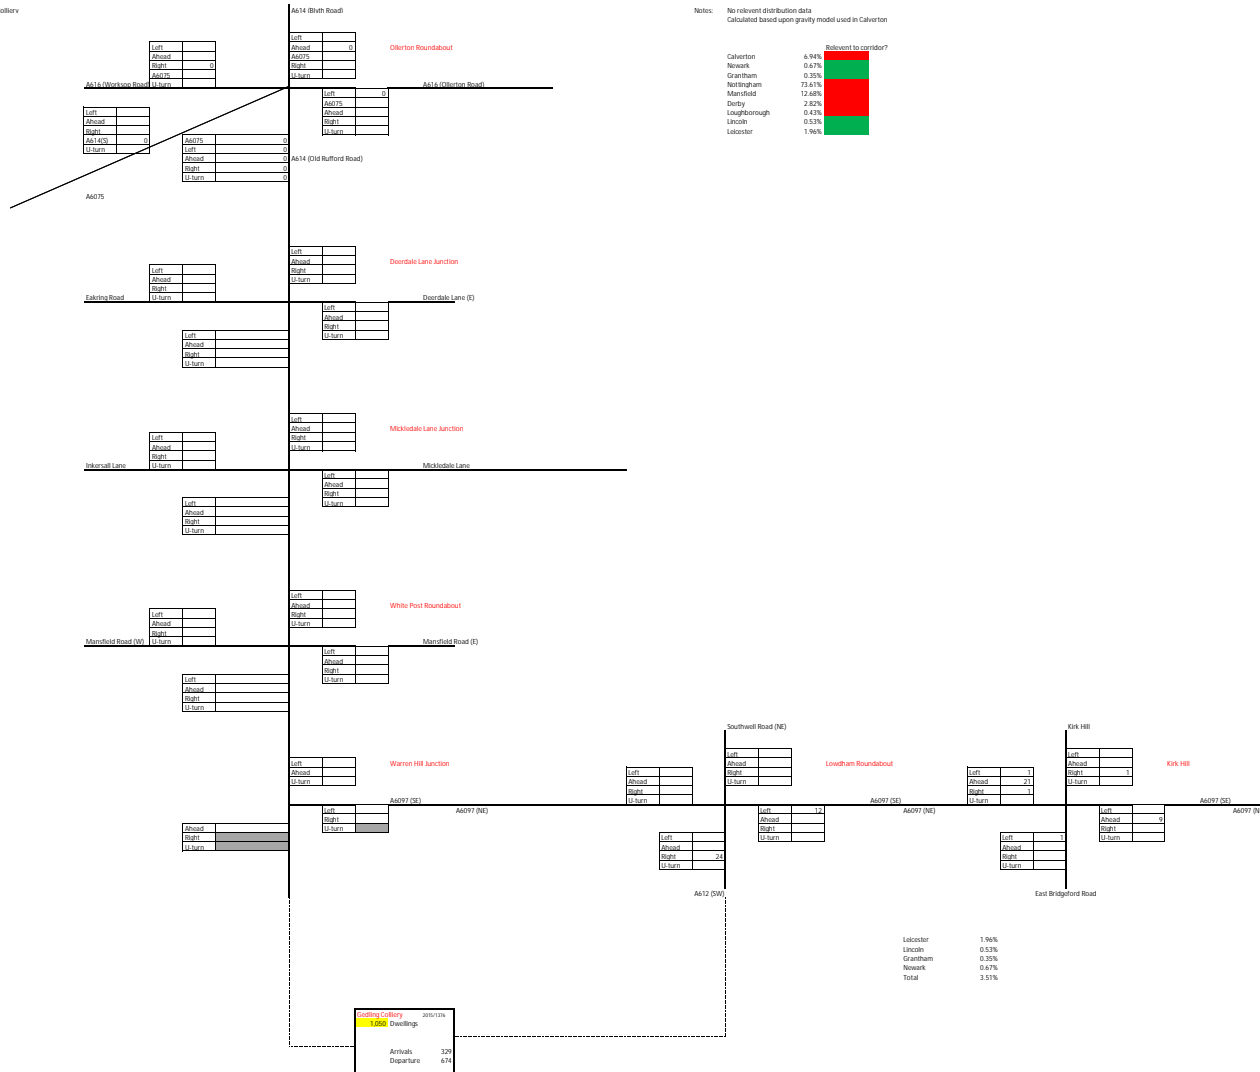 olliery
A614 (Blyth Road)
Notes: No relevent distribution data
Calculated based upon gravity model used in Calverton
Left
Ahead 0
A6075
Right
U-turn
Ollerton Roundabout
Left
Ahead
Right 0
A6075
U-turn
A616 (Worksop Road)
A616 (Ollerton Road)
Relevent to corridor?
Calverton 6.94%
Newark 0.67%
Grantham 0.35%
Nottingham 73.61%
Mansfield 12.68%
Derby 2.82%
Loughborough 0.43%
Lincoln 0.53%
Leicester 1.96%
Left 0
A6075
Ahead
Right
U-turn
Left
Ahead
Right
A614(S) 0
U-turn
A6075 0
Left 0
Ahead 0
Right 0
U-turn 0
A614 (Old Rufford Road)
A6075
Left
Ahead
Right
U-turn
Deerdale Lane Junction
Left
Ahead
Right
U-turn
Eakring Road
Deerdale Lane (E)
Left
Ahead
Right
U-turn
Left
Ahead
Right
U-turn
Left
Ahead
Right
U-turn
Mickledale Lane Junction
Left
Ahead
Right
U-turn
Inkersall Lane
Mickledale Lane
Left
Ahead
Right
U-turn
Left
Ahead
Right
U-turn
Left
Ahead
Right
U-turn
White Post Roundabout
Left
Ahead
Right
U-turn
Mansfield Road (W)
Mansfield Road (E)
Left
Ahead
Right
U-turn
Left
Ahead
Right
U-turn
Southwell Road (NE)
Kirk Hill
Left
Ahead
U-turn
Warren Hill Junction
Left
Ahead
Right
U-turn
Left
Ahead
Right
U-turn
Lowdham Roundabout
Left 1
Ahead 21
Right 1
U-turn
Left
Ahead
Right 1
U-turn
Kirk Hill
A6097 (SE)
A6097 (NE)
A6097 (SE)
A6097 (NE)
A6097 (SE)
A6097 (N
Left
Right
U-turn
Ahead
Right
U-turn
Left 12
Ahead
Right
U-turn
Left
Ahead
Right 24
U-turn
Left
Ahead 9
Right
U-turn
Left 1
Ahead
Right
U-turn
A612 (SW)
East Bridgeford Road
Leicester 1.96%
Lincoln 0.53%
Grantham 0.35%
Newark 0.67%
Total 3.51%
Gedling Colliery 2015/1376
1,050 Dwellings
Arrivals 329
Departure 674